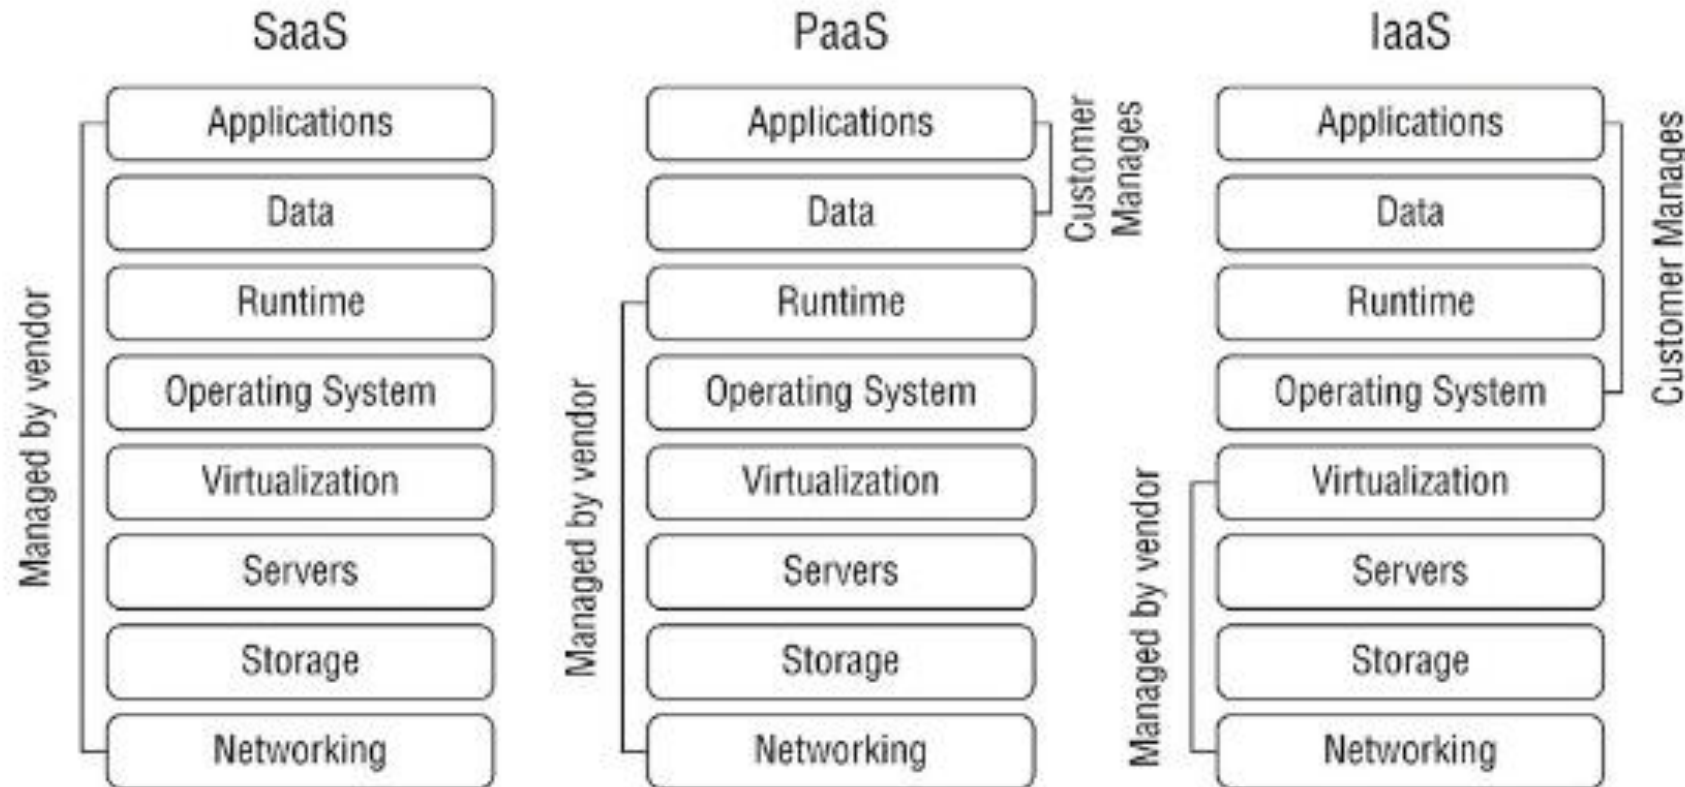 SaaS
Applications
Data
Runtime
Operating System
Virtualization
Servers
Storage
Networking
Managed by vendor
PaaS
Applications
Data
Runtime
Operating System
Virtualization
Servers
Storage
Networking
Customer
Manages
Managed by vendor
IaaS
Applications
Data
Runtime
Operating System
Virtualization
Servers
Storage
Networking
Customer Manages
Managed by vendor